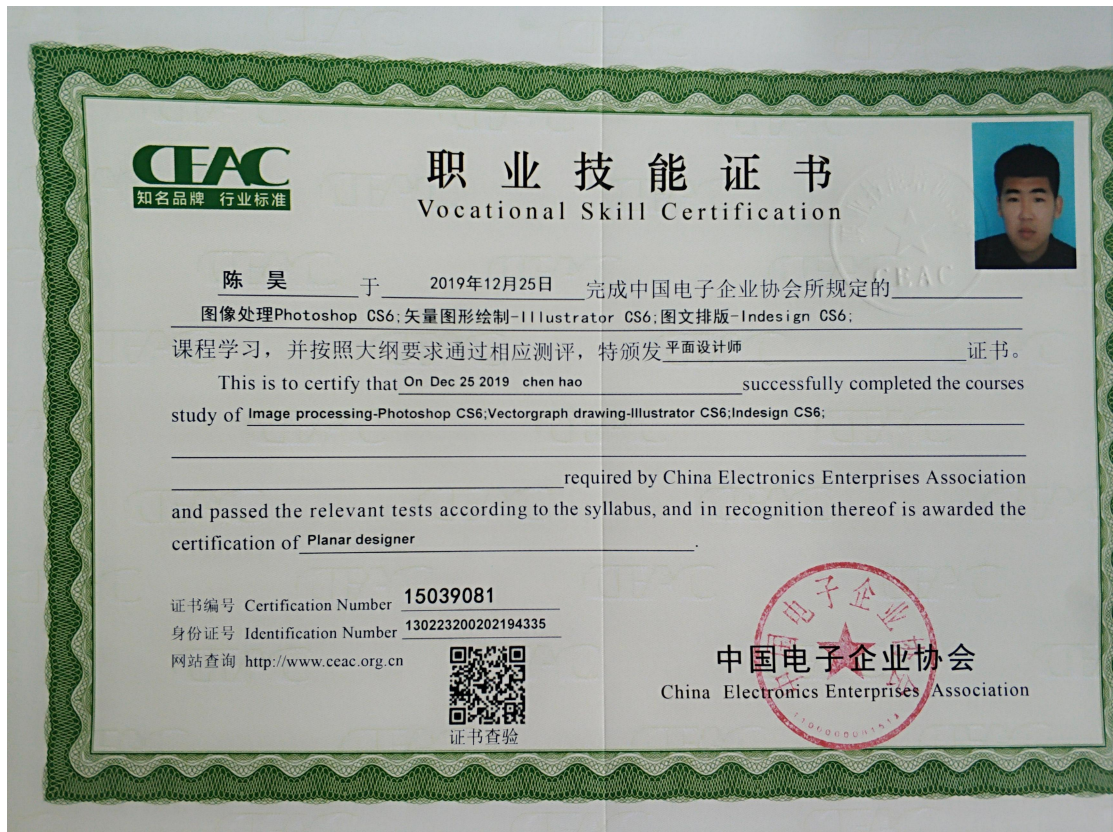 CEAC
知名品牌 行业标准
职业技能证书
Vocational Skill Certification
CEAC
陈 昊 于 2019年12月25日 完成中国电子企业协会所规定的
图像处理Photoshop CS6;矢量图形绘制-Illustrator CS6;图文排版-Indesign CS6;
课程学习，并按照大纲要求通过相应测评，特颁发平面设计师 证书。
This is to certify that On Dec 25 2019 chen hao successfully completed the courses
study of Image processing-Photoshop CS6;Vectorgraph drawing-Illustrator CS6;Indesign CS6;
required by China Electronics Enterprises Association
and passed the relevant tests according to the syllabus, and in recognition thereof is awarded the
certification of Planar designer .
证书编号 Certification Number 15039081
身份证号 Identification Number 130223200202194335
网站查询 http://www.ceac.org.cn
证书查验
中国电子企业协会
中国电子企业协会
China Electronics Enterprises Association